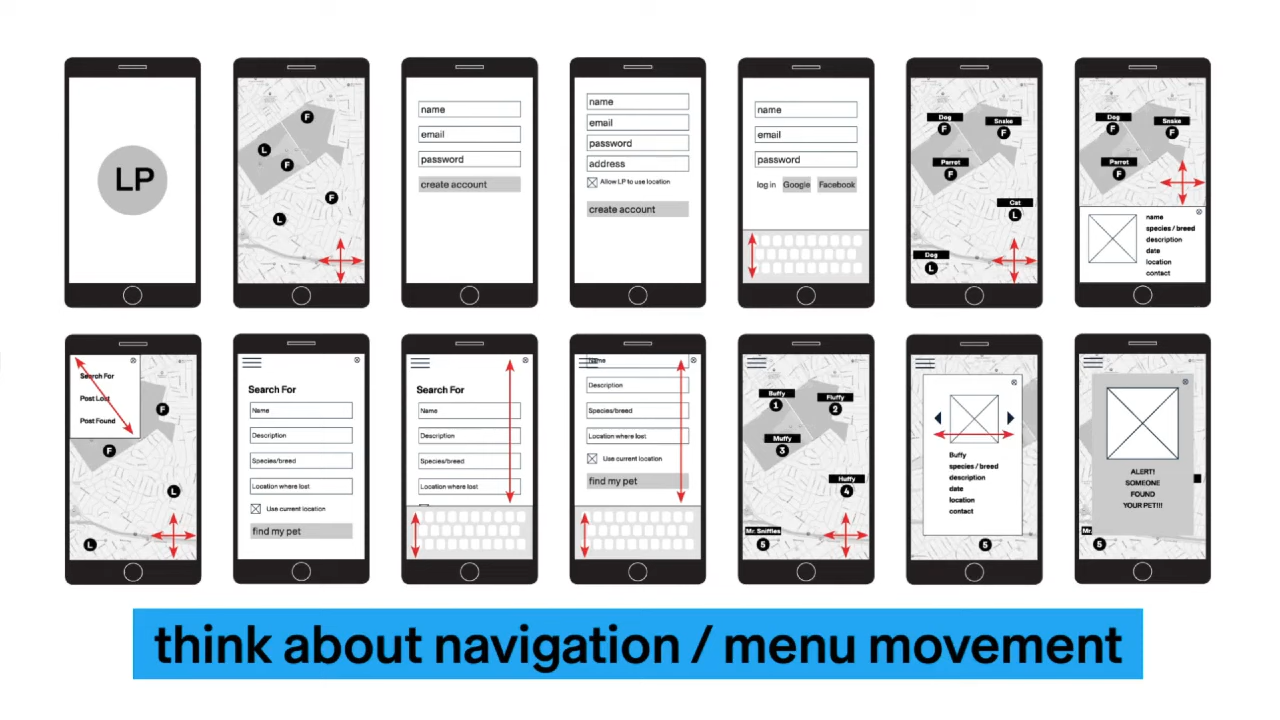 LP
F
L
F
F
L
name
email
password
create account
name
email
password
address
Allow LP to use location
create account
name
email
password
log in Google Facebook
Dog
F
Snake
F
Parrot
F
Cat
L
Dog
L
Dog
F
Snake
F
Parrot
F
name
species / breed
description
date
location
contact
Search For
Post Lost
Post Found
F
F
L
L
Search For
Name
Description
Species/breed
Location where lost
Use current location
find my pet
Search For
Name
Description
Species/breed
Location where lost
Name
Description
Species/breed
Location where lost
Use current location
find my pet
Buffy
1
Fluffy
2
Muffy
3
Huffy
4
Mr. Sniffles
5
Buffy
species / breed
description
date
location
contact
5
ALERT!
SOMEONE
FOUND
YOUR PET!!!
Mr.
5
think about navigation / menu movement